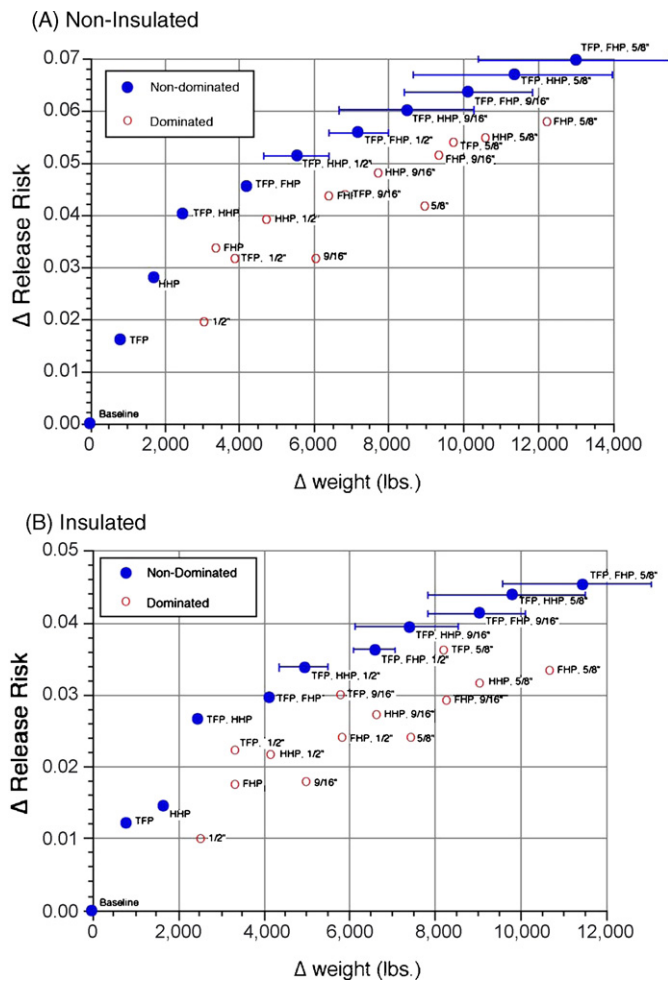 (A) Non-Insulated
0.07
0.06
0.05
0.04
0.03
0.02
0.01
0.00
Δ Release Risk
Non-dominated
Dominated
TFP, FHP, 5/8"
TFP, HHP, 5/8"
TFP, FHP, 9/16"
TFP, HHP, 9/16"
FHP, 5/8"
HHP, 5/8"
TFP, 5/8"
TFP, FHP, 1/2"
FHP, 9/16"
TFP, HHP, 1/2"
HHP, 9/16"
TFP, FHP
FHI
TFP, 9/16"
5/8"
TFP, HHP
HHP, 1/2"
FHP
TFP, 1/2"
9/16"
HHP
1/2"
TFP
Baseline
0
2,000
4,000
6,000
8,000
10,000
12,000
14,000
Δ weight (lbs.)
(B) Insulated
0.05
0.04
0.03
0.02
0.01
0.00
Δ Release Risk
Non-Dominated
Dominated
TFP, FHP, 5/8"
TFP, HHP, 5/8"
TFP, FHP, 9/16"
TFP, HHP, 9/16"
TFP, 5/8"
TFP, FHP, 1/2"
TFP, HHP, 1/2"
FHP, 5/8"
HHP, 5/8"
TFP, FHP
TFP, 9/16"
FHP, 9/16"
TFP, HHP
HHP, 9/16"
TFP, 1/2"
HHP, 1/2"
FHP, 1/2"
5/8"
FHP
9/16"
HHP
TFP
1/2"
Baseline
0
2,000
4,000
6,000
8,000
10,000
12,000
Δ weight (lbs.)